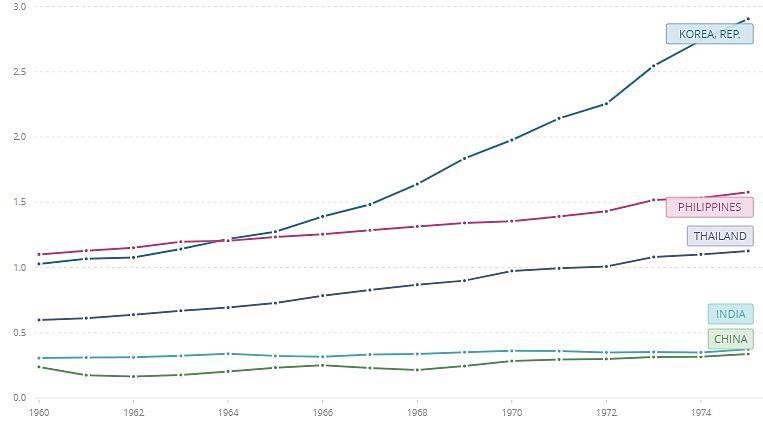 3.0
KOREA, REP.
2.5
2.0
1.5
PHILIPPINES
THAILAND
1.0
INDIA
0.5
CHINA
0.0
1960 1962 1964 1966 1968 1970 1972 1974